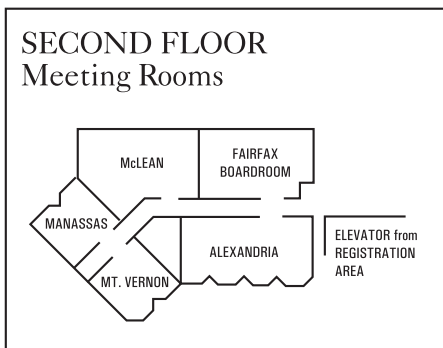 SECOND FLOOR
Meeting Rooms
McLEAN
FAIRFAX
BOARDROOM
MANASSAS
ALEXANDRIA
ELEVATOR from
REGISTRATION
AREA
MT. VERNON